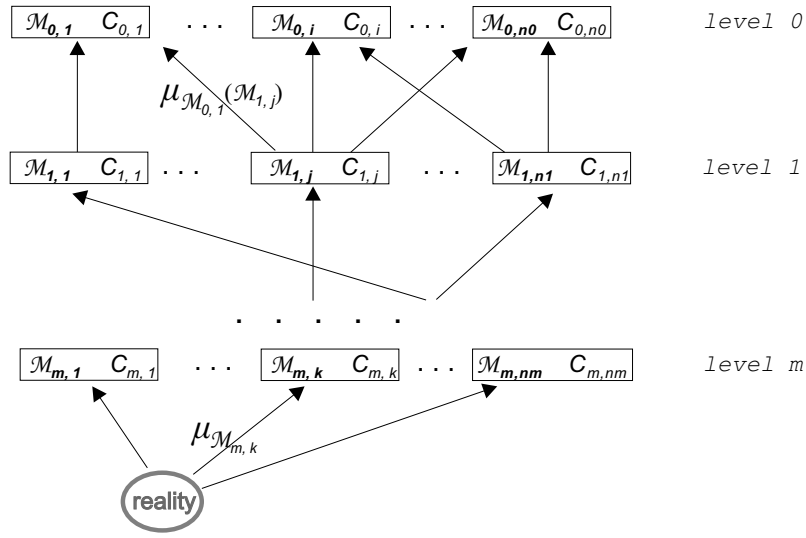 ℳ0, 1 C0, 1 . . . ℳ0, i C0, i . . . ℳ0,n0 C0,n0 level 0
μℳ0, 1(ℳ1, j)
ℳ1, 1 C1, 1 . . . ℳ1, j C1, j . . . ℳ1,n1 C1,n1 level 1
. . . . .
ℳm, 1 Cm, 1 . . . ℳm, k Cm, k . . . ℳm,nm Cm,nm level m
μℳm, k
reality